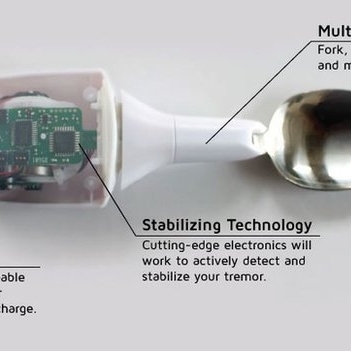 Mult
Fork,
and m
Stabilizing Technology
Cutting-edge electronics will
work to actively detect and
stabilize your tremor.
able
r
harge.